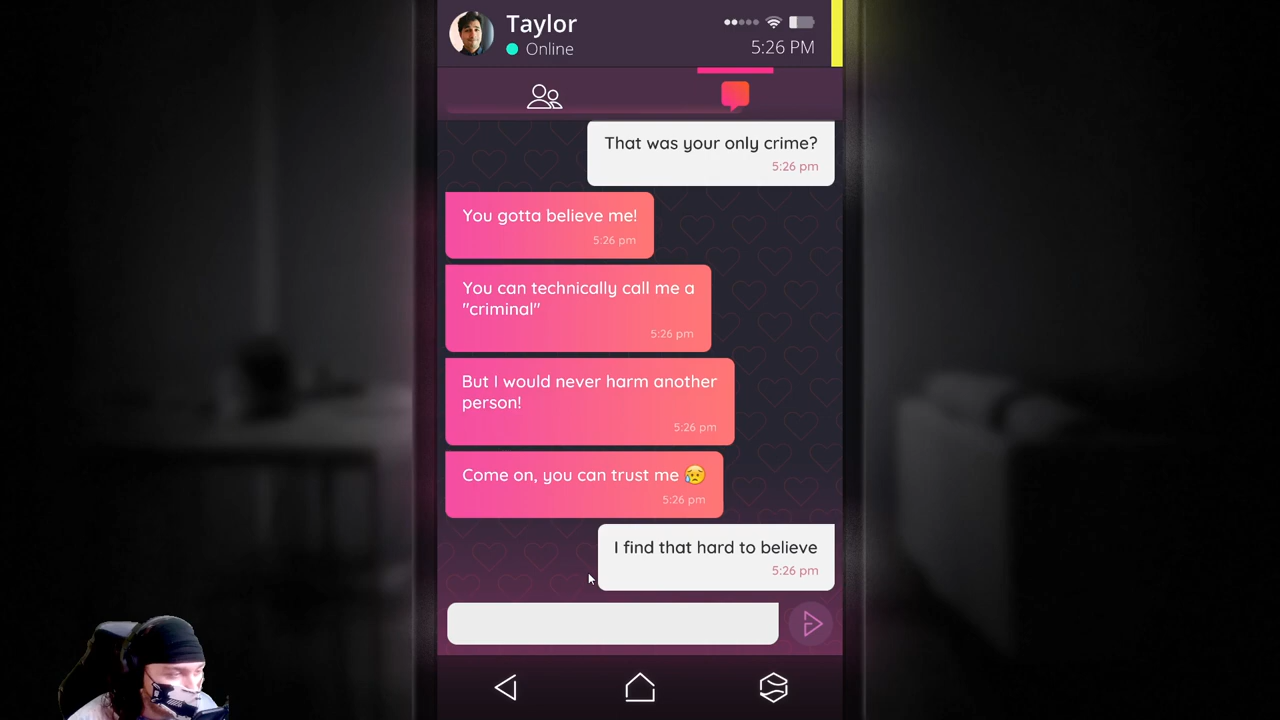 Taylor
Online
5:26 PM
That was your only crime?
5:26 pm
You gotta believe me!
5:26 pm
You can technically call me a
"criminal"
5:26 pm
But I would never harm another
person!
5:26 pm
Come on, you can trust me 😥
5:26 pm
I find that hard to believe
5:26 pm